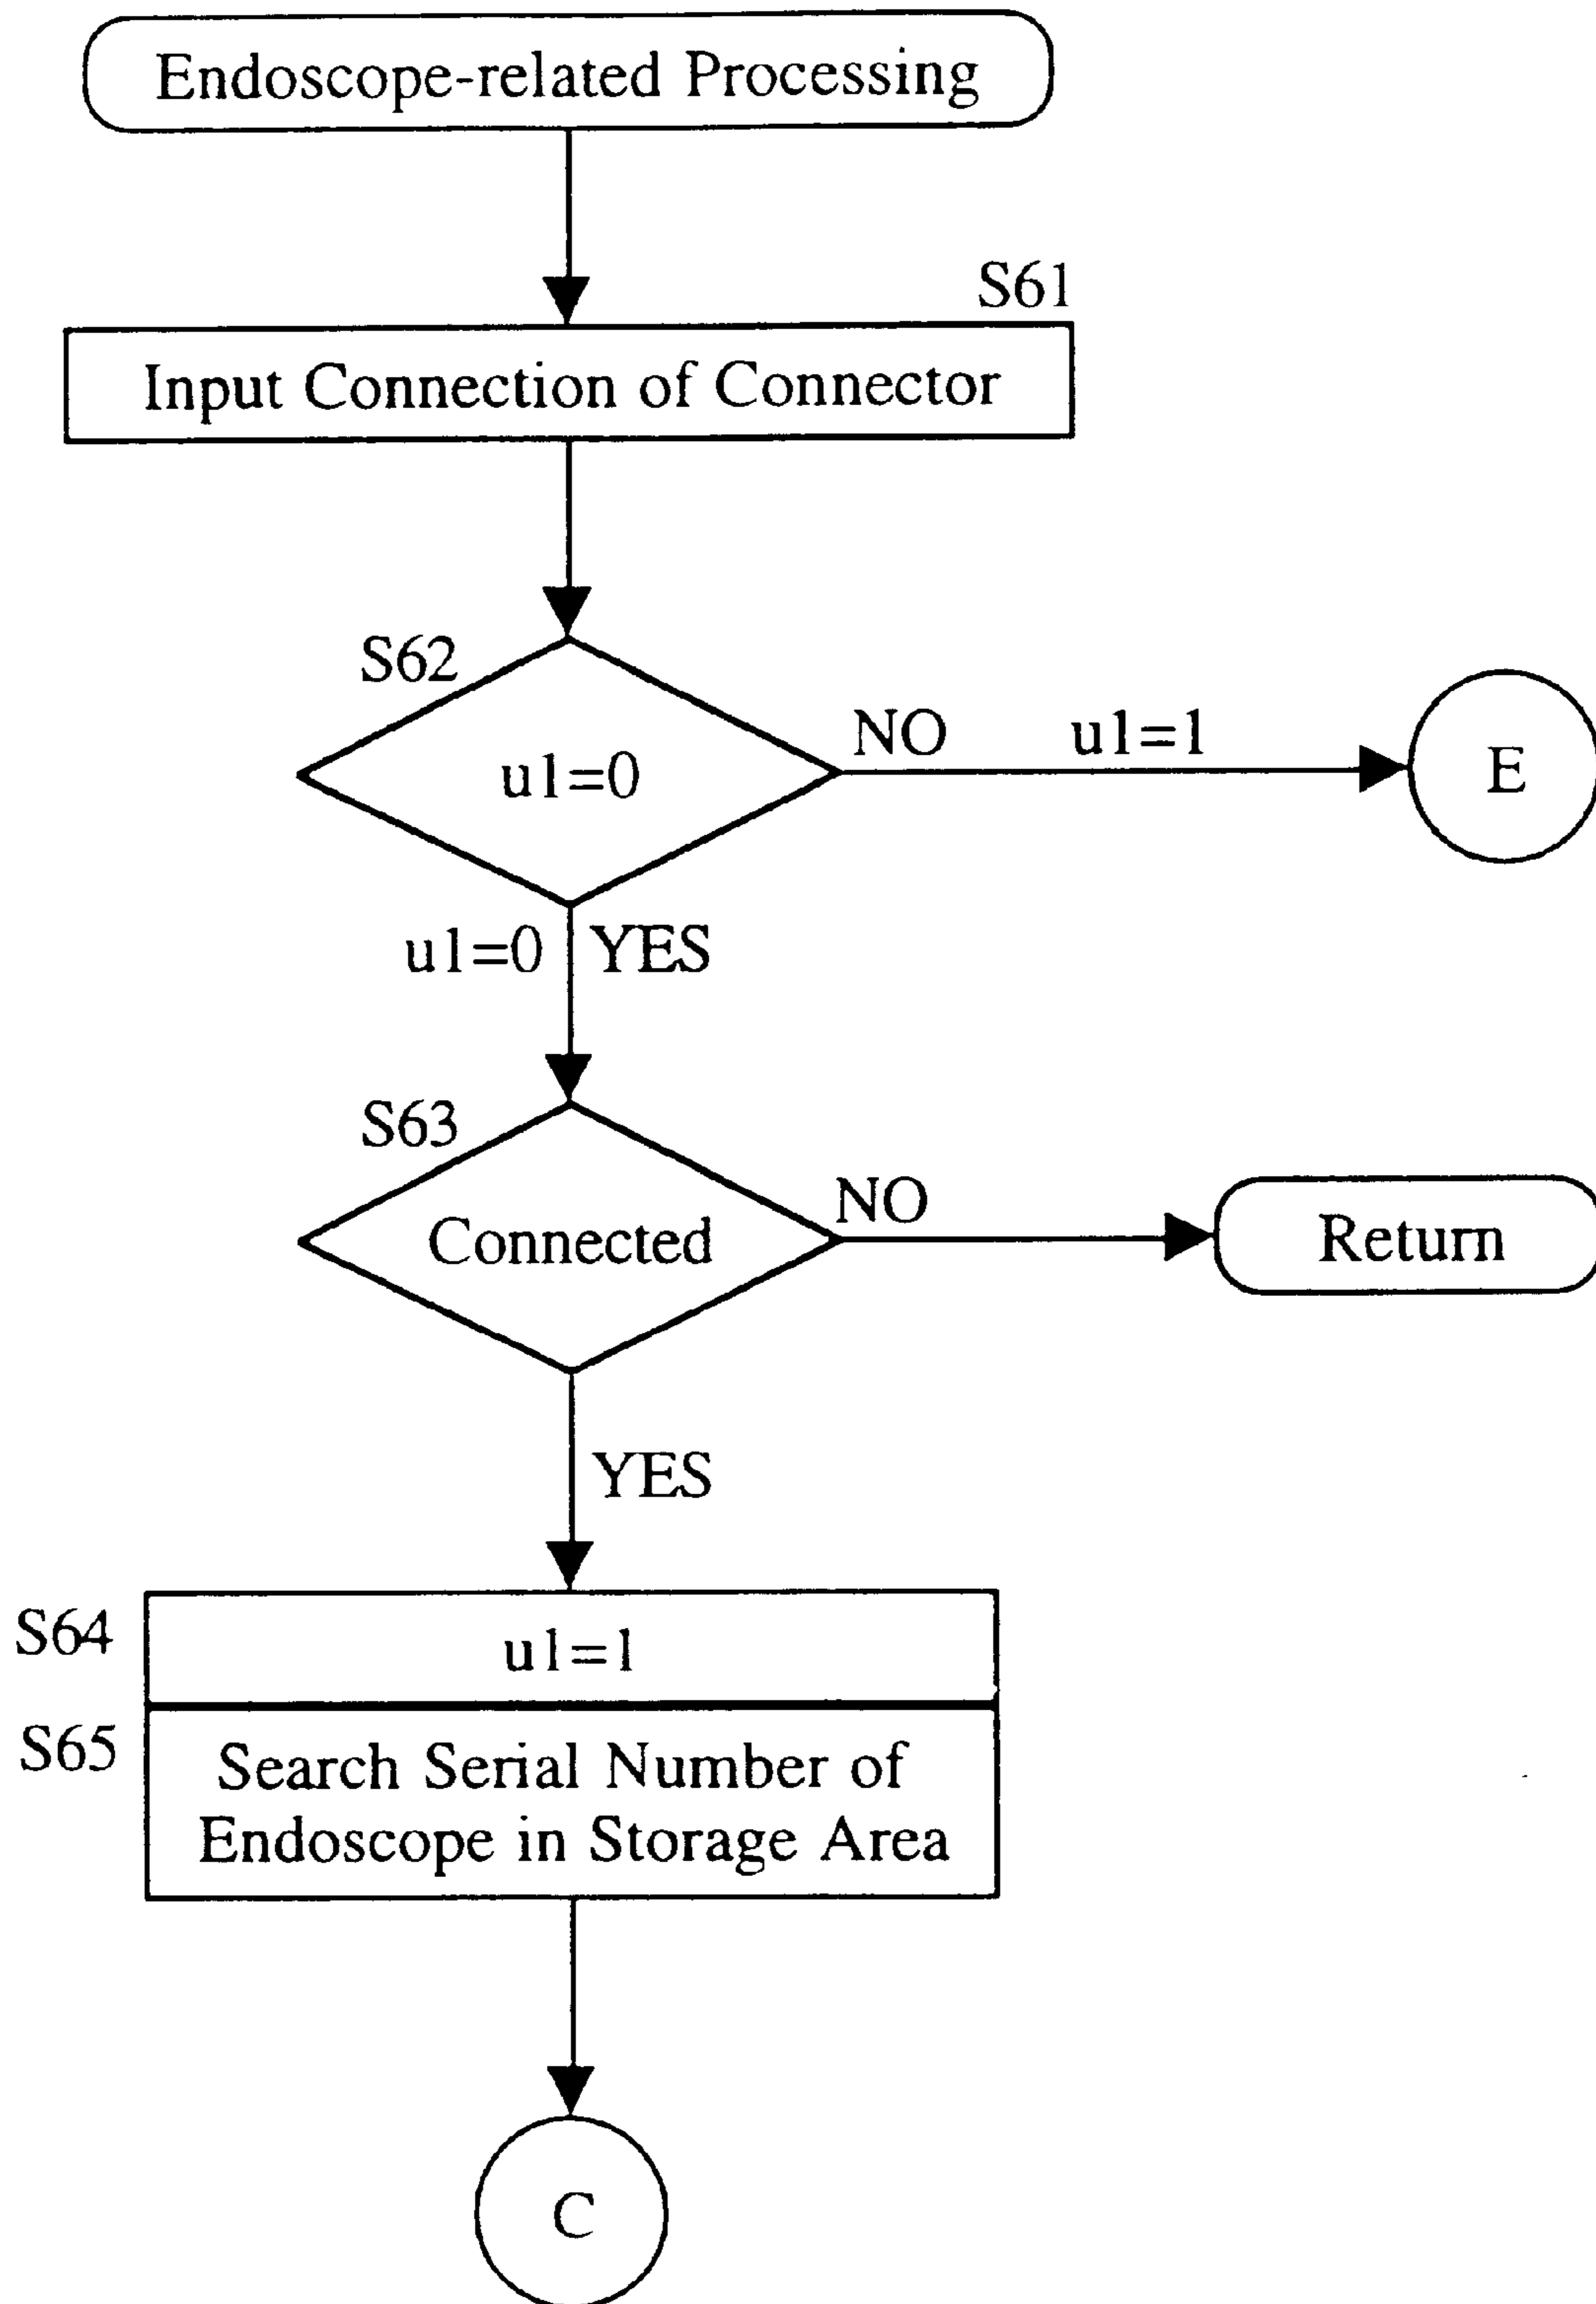 Endoscope-related Processing
S61
Input Connection of Connector
S62
u1=0
NO
u1=1
E
u1=0
YES
S63
Connected
NO
Return
YES
S64
u1=1
S65
Search Serial Number of
Endoscope in Storage Area
C